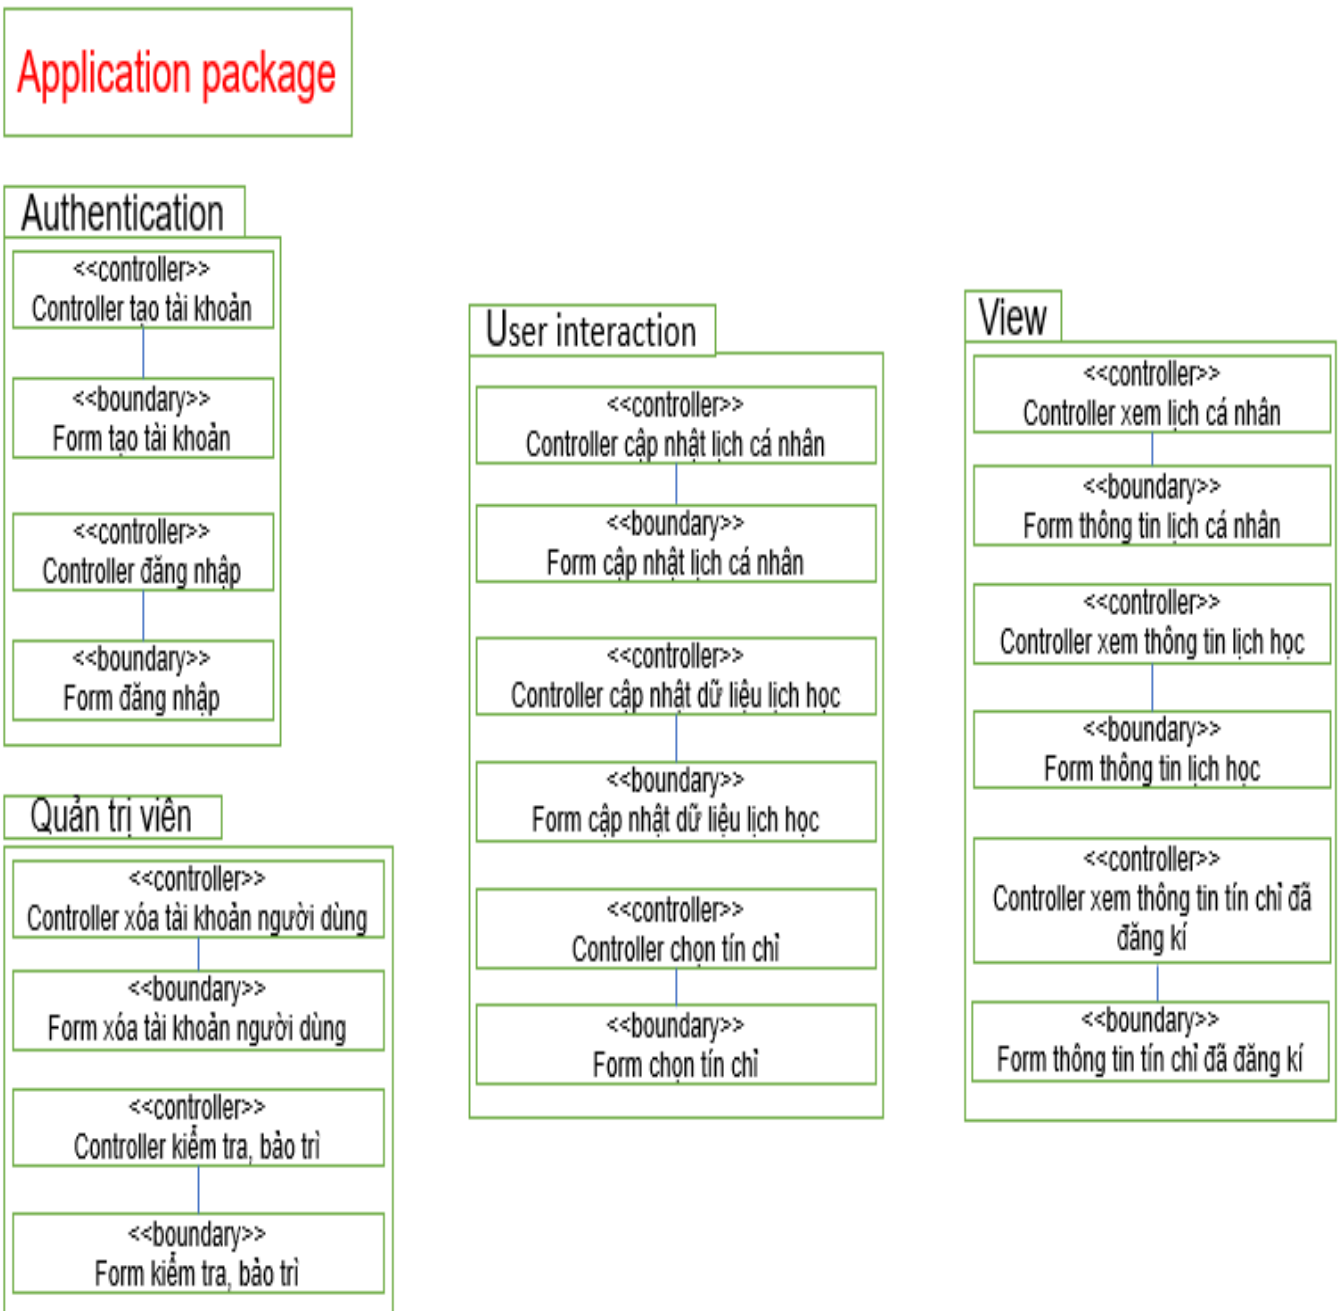 Application package
Authentication
<<controller>>
Controller tạo tài khoản
<<boundary>>
Form tạo tài khoản
<<controller>>
Controller đăng nhập
<<boundary>>
Form đăng nhập
Quản trị viên
<<controller>>
Controller xóa tài khoản người dùng
<<boundary>>
Form xóa tài khoản người dùng
<<controller>>
Controller kiểm tra, bảo trì
<<boundary>>
Form kiểm tra, bảo trì
User interaction
<<controller>>
Controller cập nhật lịch cá nhân
<<boundary>>
Form cập nhật lịch cá nhân
<<controller>>
Controller cập nhật dữ liệu lịch học
<<boundary>>
Form cập nhật dữ liệu lịch học
<<controller>>
Controller chọn tín chỉ
<<boundary>>
Form chọn tín chỉ
View
<<controller>>
Controller xem lịch cá nhân
<<boundary>>
Form thông tin lịch cá nhân
<<controller>>
Controller xem thông tin lịch học
<<boundary>>
Form thông tin lịch học
<<controller>>
Controller xem thông tin tín chỉ đã
đăng kí
<<boundary>>
Form thông tin tín chỉ đã đăng kí